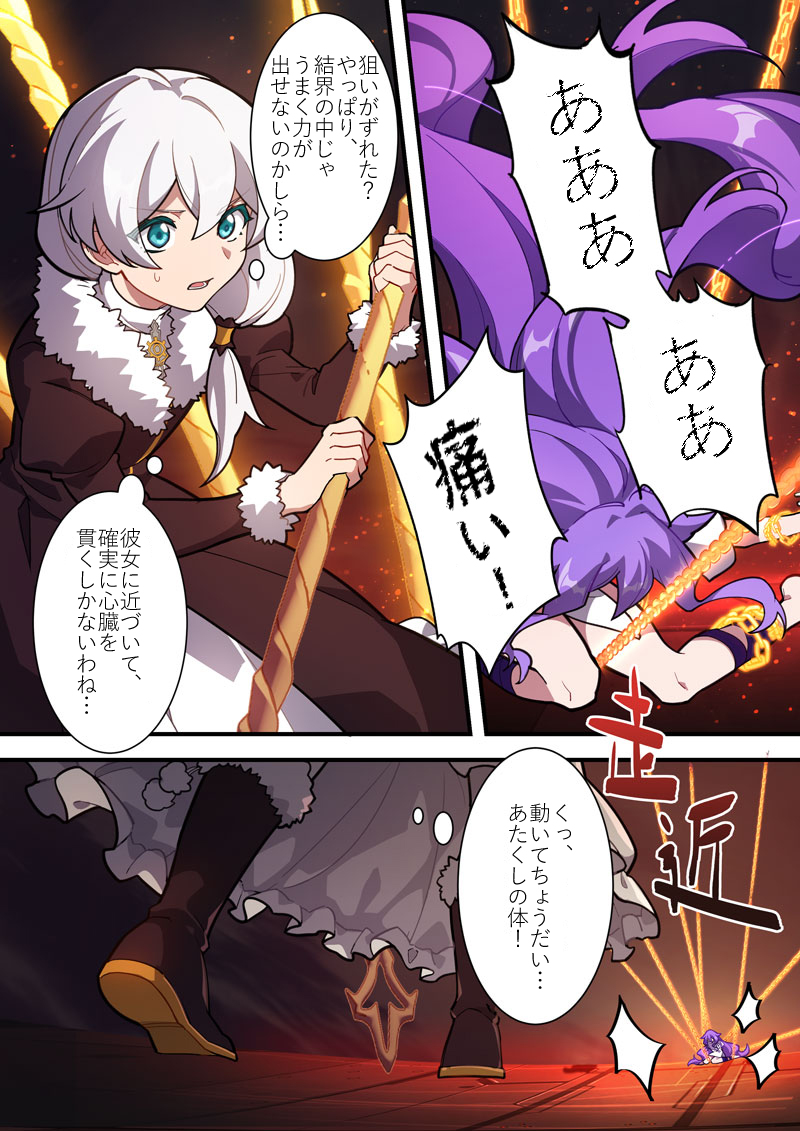 あああ
ああ
痛い！
狙いがずれた？
やっぱり、
結界の中じゃ
うまく力が
出せないのかしら…
彼女に近づいて、
確実に心臓を
貫くしかないわね…
走近
くっ、
動いてちょうだい…
あたくしの体！